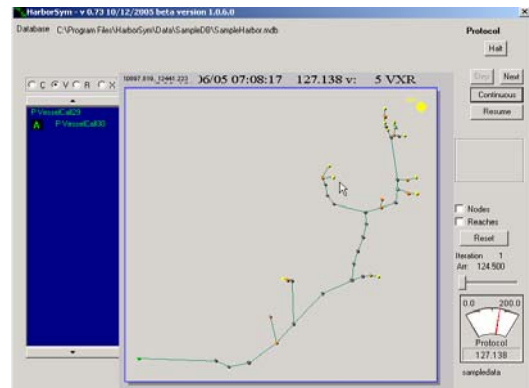 HarborSym - v 0.73 10/12/2005 beta version 1.0.6.0
Database C:\Program Files\HarborSym\Data\SampleDB\SampleHarbor.mdb
Protocol
Halt
C V R X
06/05 07:08:17 127.138 v: 5 VXR
Step Next
Continuous
Resume
P:VesselCall29
A P:VesselCall30
Nodes
Reaches
Reset
Iteration 1
Arr: 124.500
0.0 200.0
Protocol
127.138
sampledata